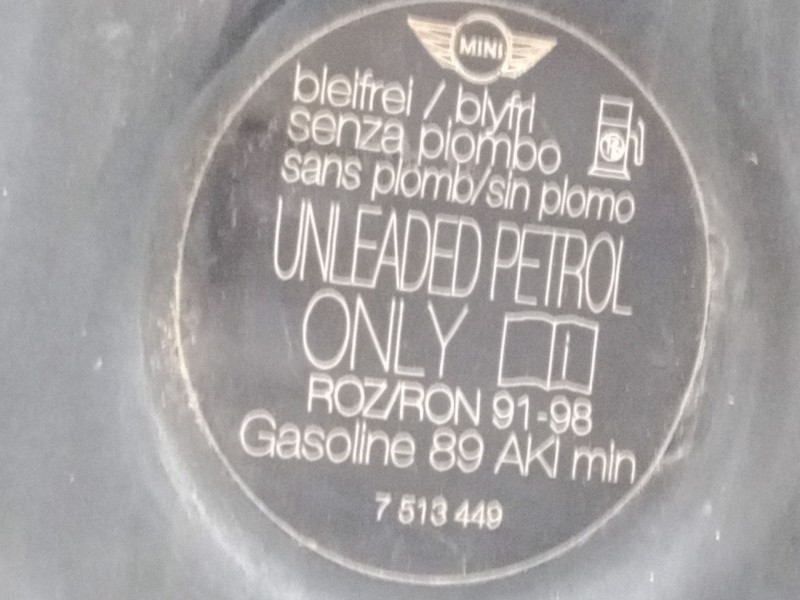 MINI
bleifrei / blyfri
senza piombo
sans plomb/sin plomo
UNLEADED PETROL
ONLY
ROZ/RON 91-98
Gasoline 89 AKI min
7 513 449